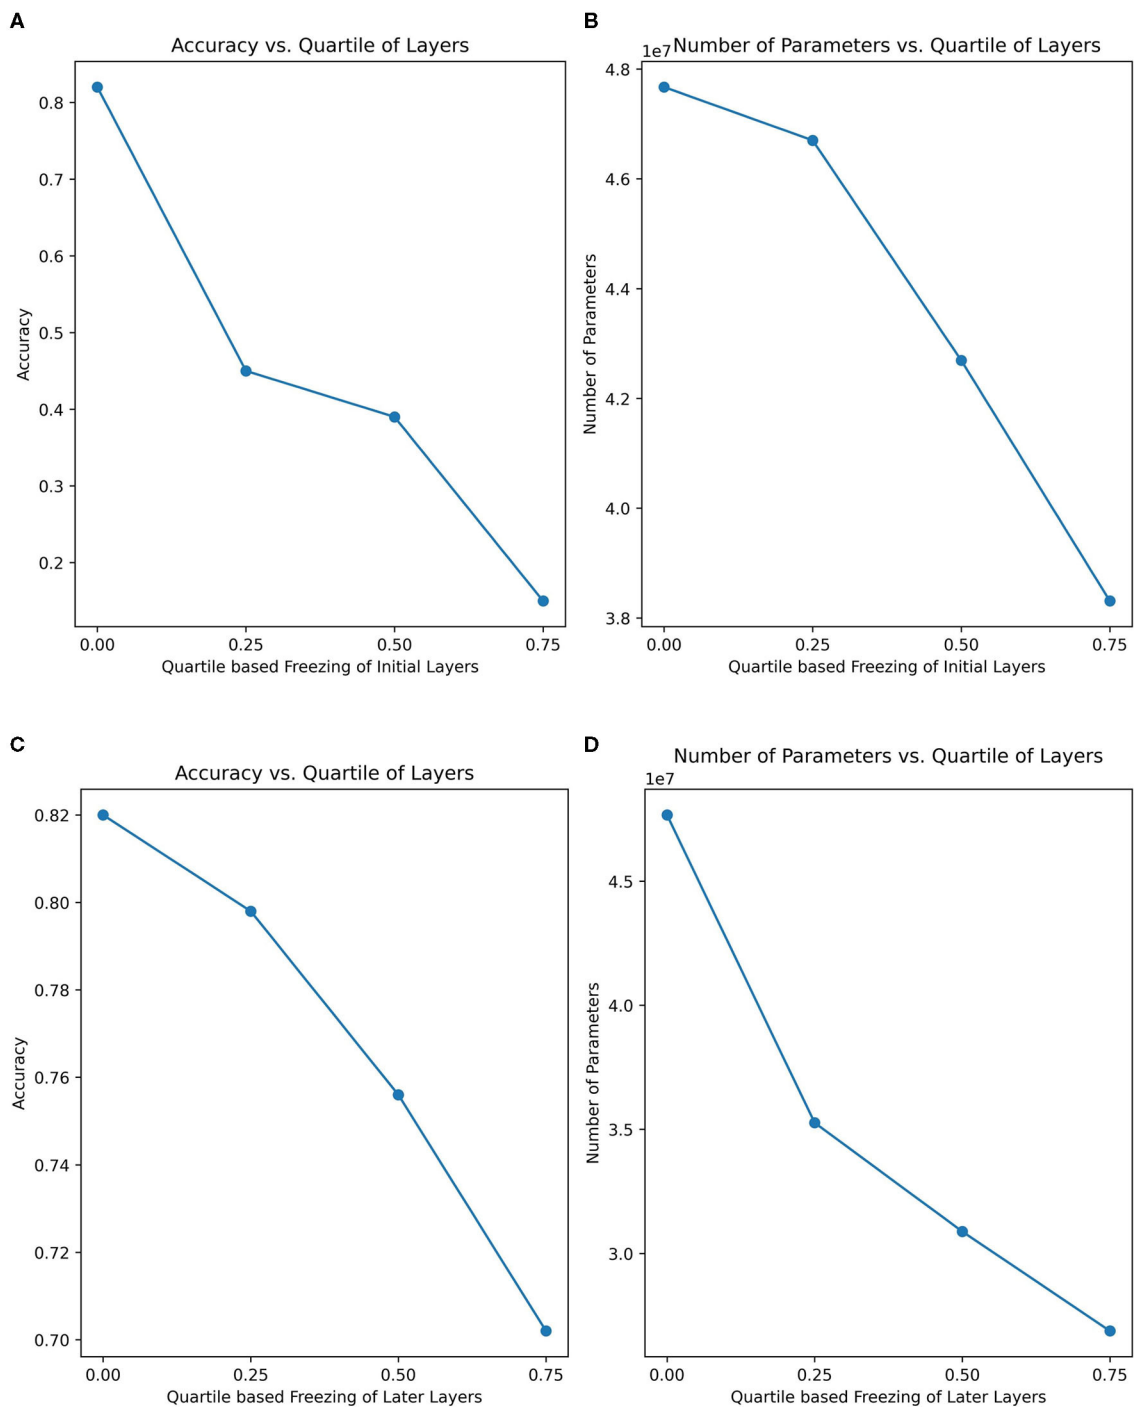 A
Accuracy vs. Quartile of Layers
Accuracy
0.8
0.7
0.6
0.5
0.4
0.3
0.2
0.00 0.25 0.50 0.75
Quartile based Freezing of Initial Layers
B
1e7
Number of Parameters vs. Quartile of Layers
Number of Parameters
4.8
4.6
4.4
4.2
4.0
3.8
0.00 0.25 0.50 0.75
Quartile based Freezing of Initial Layers
C
Accuracy vs. Quartile of Layers
Accuracy
0.82
0.80
0.78
0.76
0.74
0.72
0.70
0.00 0.25 0.50 0.75
Quartile based Freezing of Later Layers
D
Number of Parameters vs. Quartile of Layers
1e7
Number of Parameters
4.5
4.0
3.5
3.0
0.00 0.25 0.50 0.75
Quartile based Freezing of Later Layers